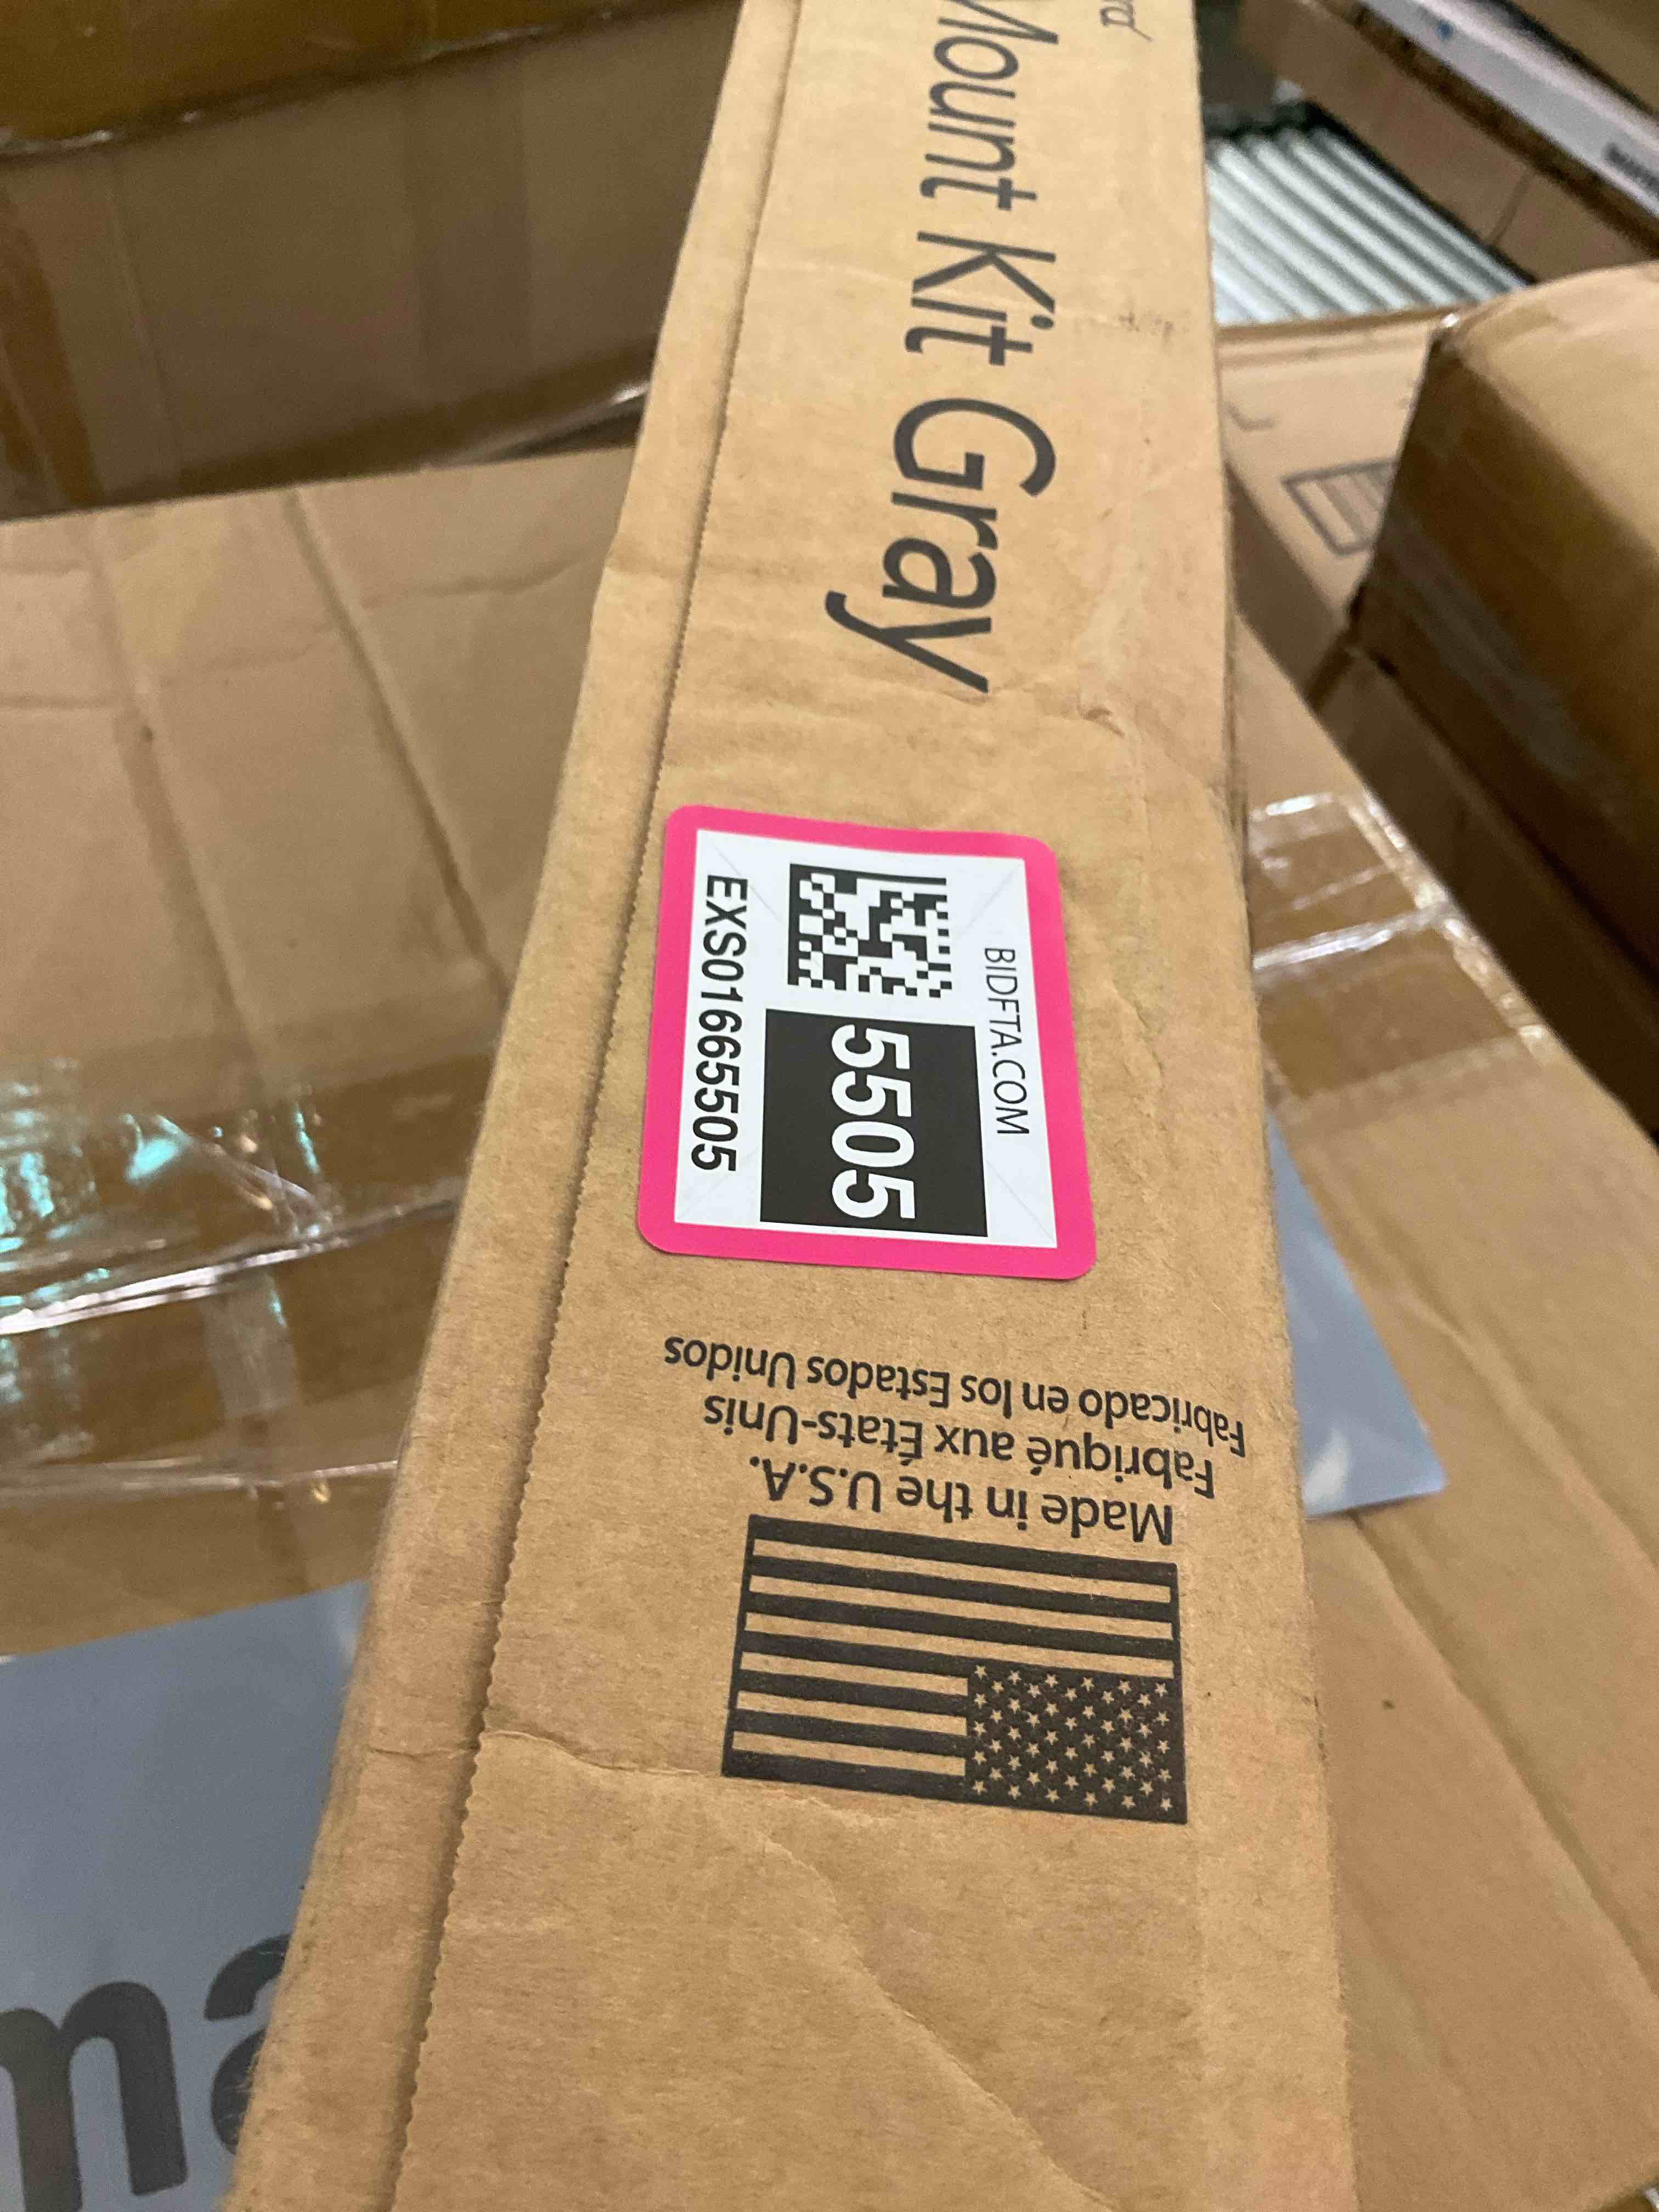 Mount Kit Gray
BIDFTA.COM
5505
EXS01665505
Made in the U.S.A.
Fabriqué aux États-Unis
Fabricado en los Estados Unidos